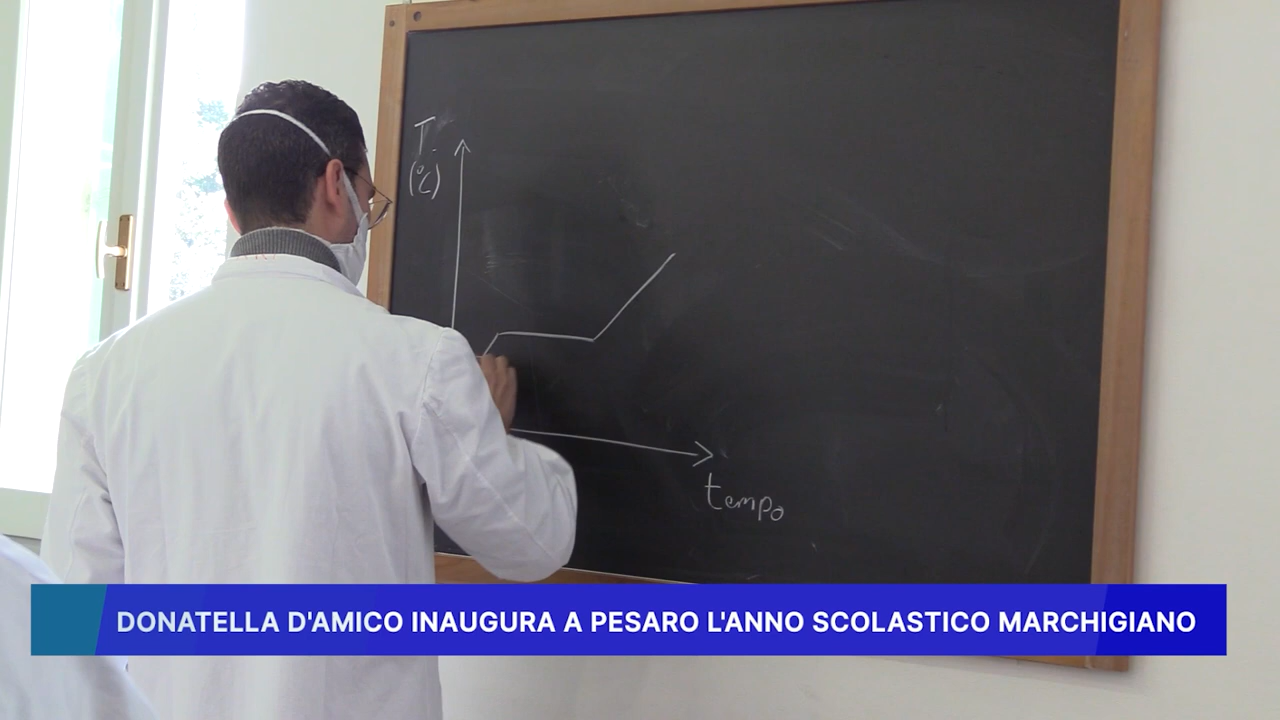 T
(°C)
tempo
DONATELLA D'AMICO INAUGURA A PESARO L'ANNO SCOLASTICO MARCHIGIANO